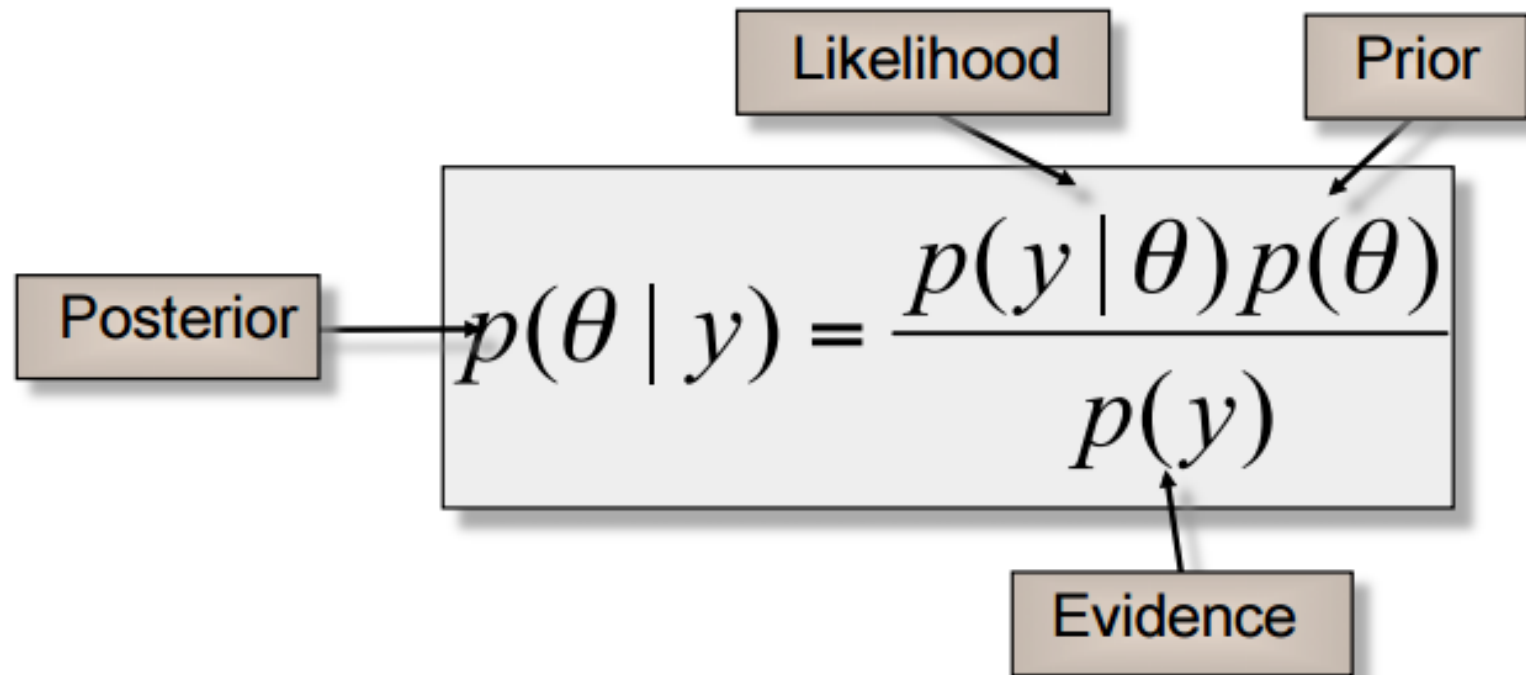 Likelihood
Prior
Posterior
p(θ | y) = p(y | θ) p(θ) / p(y)
Evidence